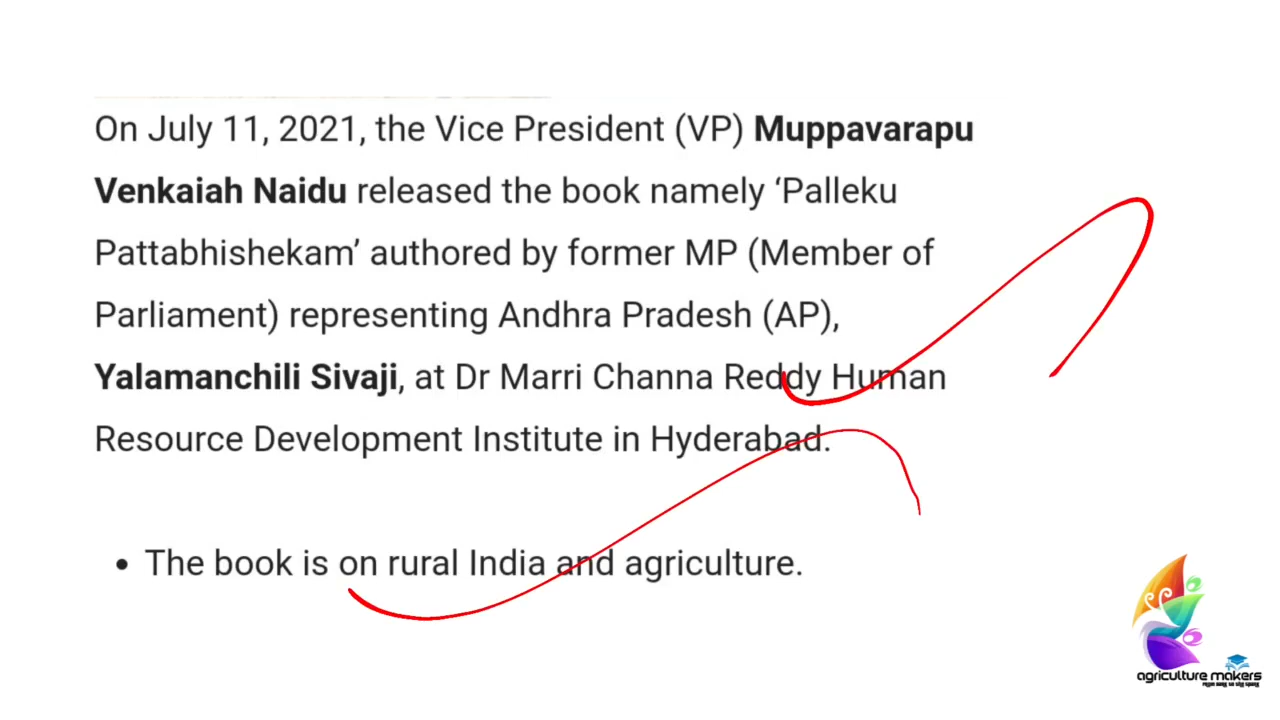 On July 11, 2021, the Vice President (VP) Muppavarapu
Venkaiah Naidu released the book namely ‘Palleku
Pattabhishekam’ authored by former MP (Member of
Parliament) representing Andhra Pradesh (AP),
Yalamanchili Sivaji, at Dr Marri Channa Reddy Human
Resource Development Institute in Hyderabad.
• The book is on rural India and agriculture.
agriculture makers